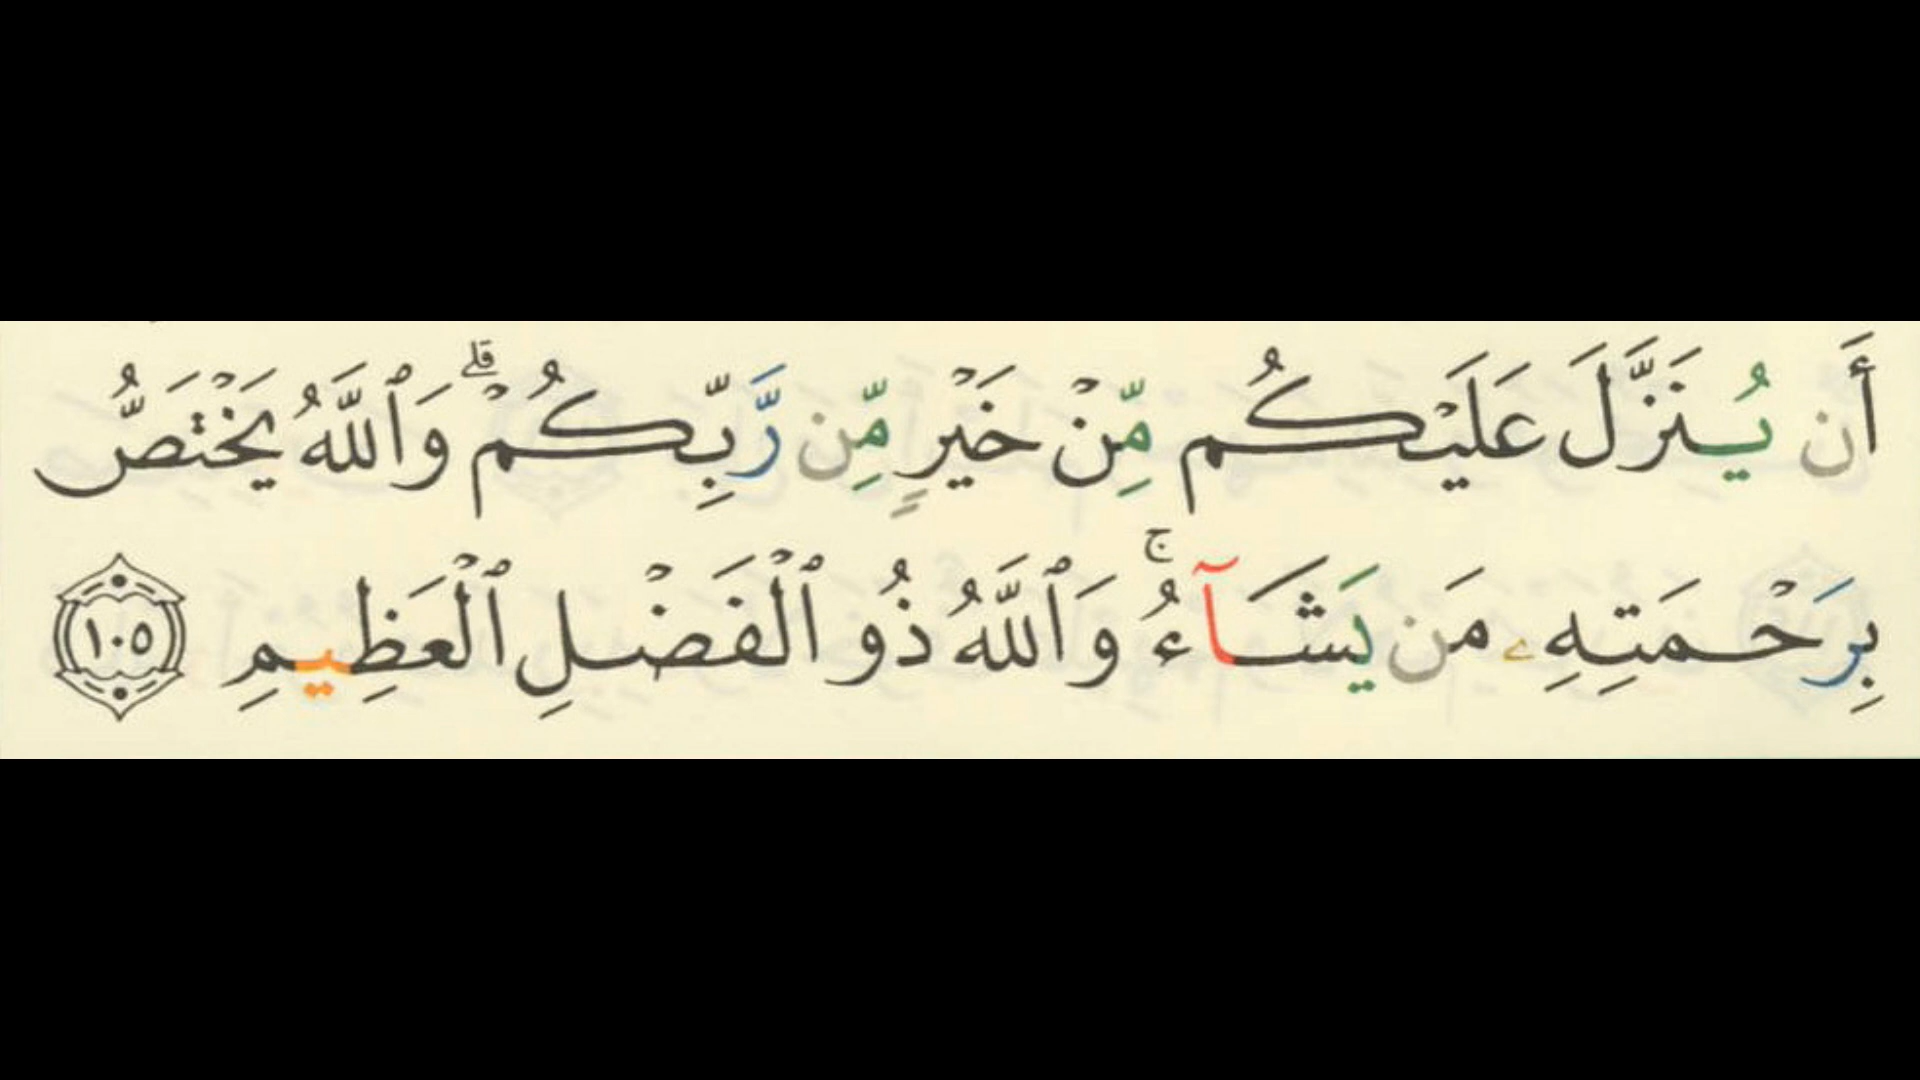 أَن يُنَزَّلَ عَلَيْكُم مِّنْ خَيْرٍ مِّن رَّبِّكُمْ ۗ وَٱللَّهُ يَخْتَصُّ
بِرَحْمَتِهِۦ مَن يَشَآءُ ۚ وَٱللَّهُ ذُو ٱلْفَضْلِ ٱلْعَظِيمِ ١٠٥